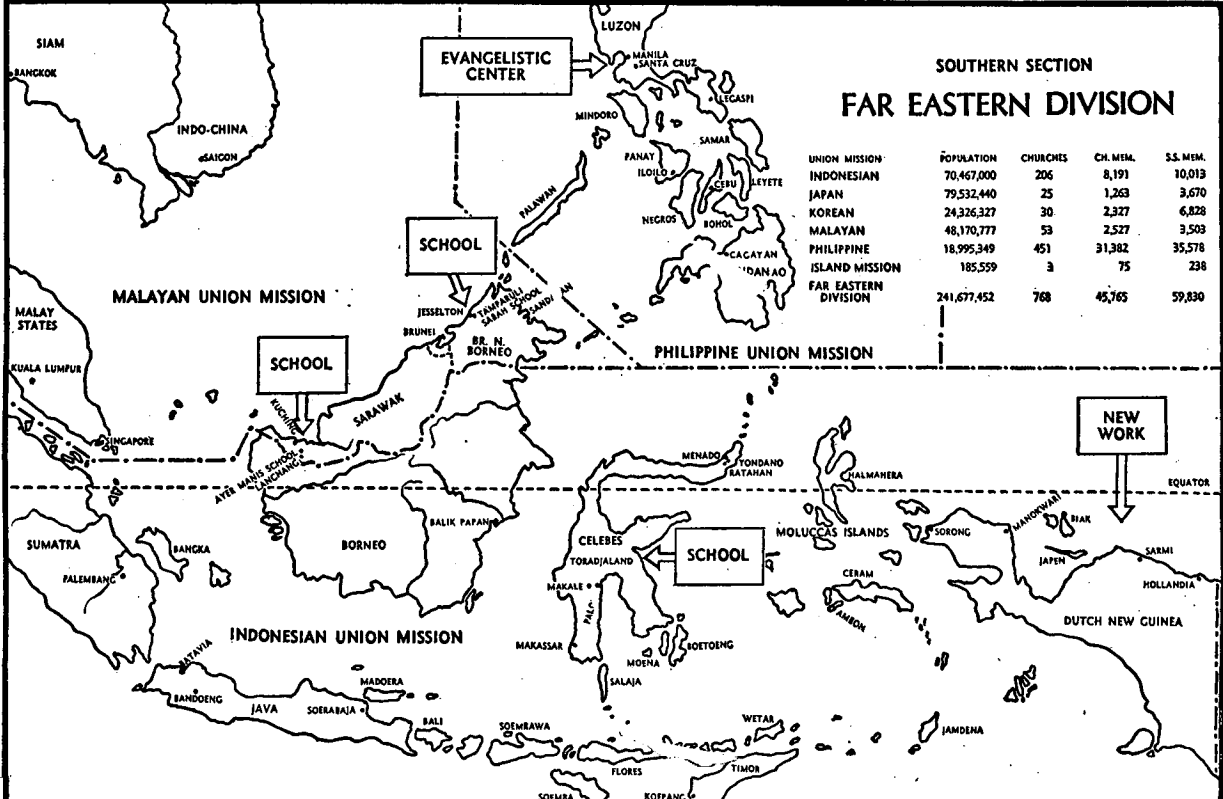 SOUTHERN SECTION
FAR EASTERN DIVISION
UNION MISSION POPULATION CHURCHES CH. MEM. S.S. MEM.
INDONESIAN 70,467,000 206 8,191 10,013
JAPAN 79,532,440 25 1,263 3,670
KOREAN 24,326,327 30 2,327 6,828
MALAYAN 48,170,777 53 2,527 3,503
PHILIPPINE 18,995,349 451 31,382 35,578
ISLAND MISSION 185,559 3 75 238
FAR EASTERN
DIVISION 241,677,452 768 45,765 59,830
LUZON
SIAM
BANGKOK
EVANGELISTIC
CENTER
MANILA
SANTA CRUZ
LEGASPI
MINDORO
INDO-CHINA
SAIGON
SAMAR
PANAY
ILOILO
CEBU
LEYETE
PALAWAN
NEGROS
BOHOL
SCHOOL
CAGAYAN
IDANAO
MALAYAN UNION MISSION
MALAY
STATES
JESSELTON
TAMPARULI
SABAH SCHOOL
SAND AN
BRUNEI
BR. N.
BORNEO
PHILIPPINE UNION MISSION
SCHOOL
KUALA LUMPUR
SARAWAK
KUCHING
NEW
WORK
SINGAPORE
AYER MANIS SCHOOL
LANCHANG
MENADO
TONDANO
RATAHAN
HALMAHERA
EQUATOR
BALIK PAPAN
MANOKWARI
BIAK
SORONG
MOLUCCAS ISLANDS
SUMATRA
BANGKA
BORNEO
CELEBES
TORADJALAND
SCHOOL
JAPEN
SARMI
HOLLANDIA
PALEMBANG
MAKALE
CERAM
AMBON
DUTCH NEW GUINEA
INDONESIAN UNION MISSION
MAKASSAR
MOENA
BOETOENG
SALAJA
BATAVIA
BANDOENG
JAVA
SOERABAJA
MADOERA
BALI
SOEMBAWA
WETAR
JAMDENA
FLORES
TIMOR
SOEMBA
KOEPANG